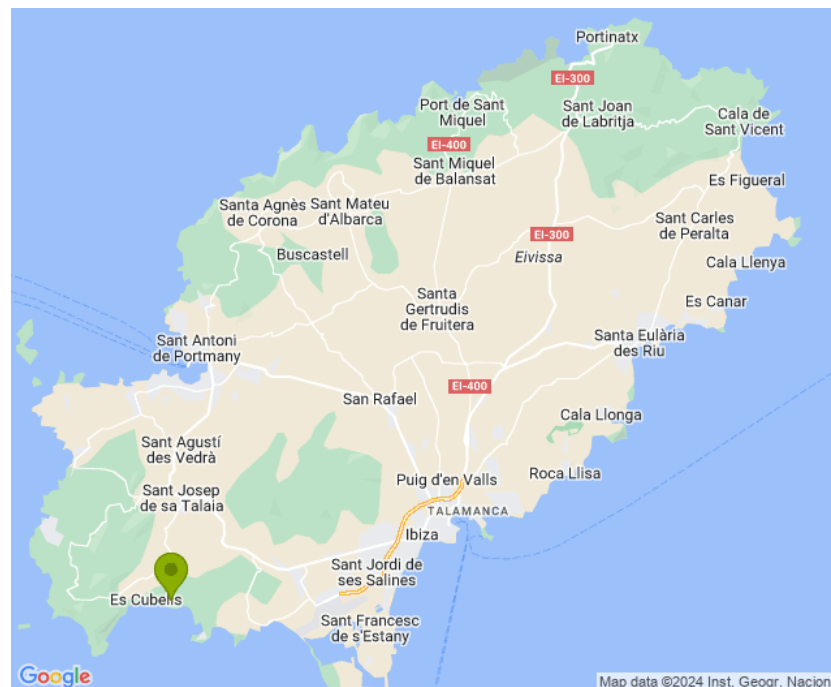 Portinatx
EI-300
Port de Sant
Miquel
Sant Joan
de Labritja
Cala de
Sant Vicent
EI-400
Sant Miquel
de Balansat
Es Figueral
Santa Agnès
de Corona
Sant Mateu
d'Albarca
Sant Carles
de Peralta
EI-300
Buscastell
Eivissa
Cala Llenya
Santa
Gertrudis
de Fruitera
Es Canar
Sant Antoni
de Portmany
Santa Eulària
des Riu
EI-400
San Rafael
Cala Llonga
Sant Agustí
des Vedrà
Puig d'en Valls
Roca Llisa
Sant Josep
de sa Talaia
TALAMANCA
Ibiza
Sant Jordi de
ses Salines
Es Cubells
Sant Francesc
de s'Estany
Google
Map data ©2024 Inst. Geogr. Nacion